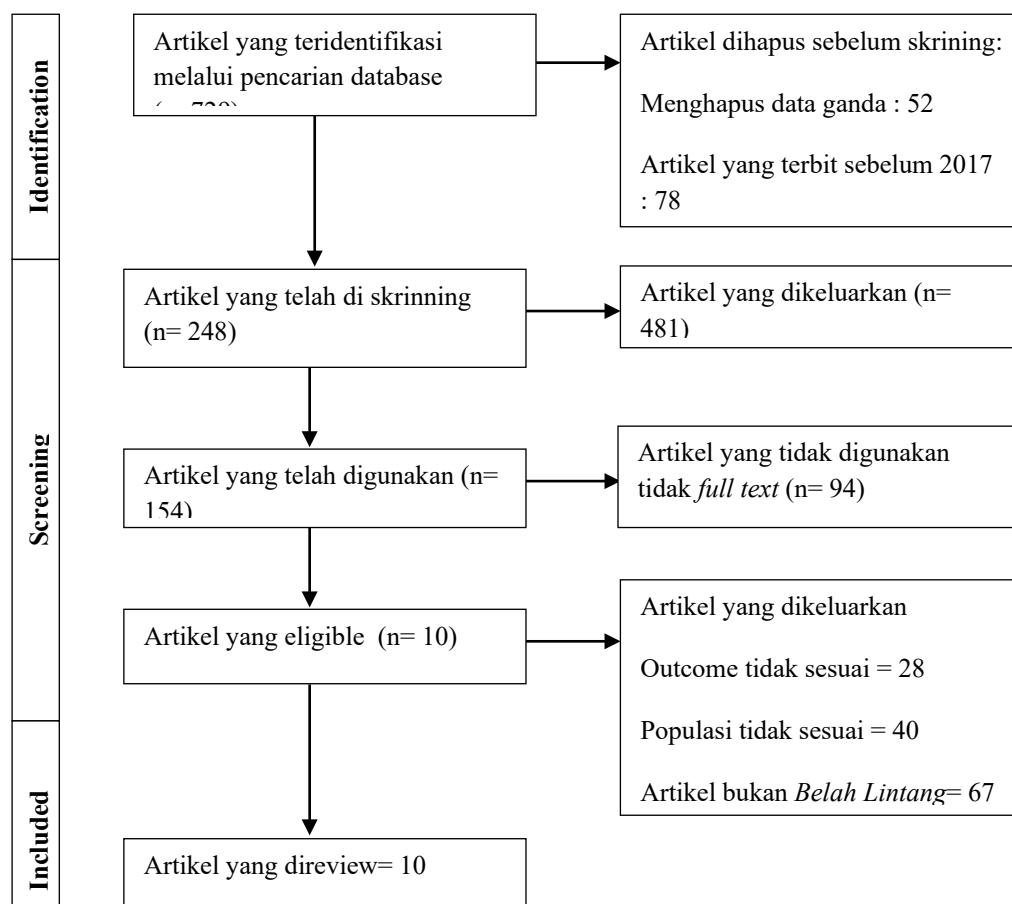 Identification
Artikel yang teridentifikasi
melalui pencarian database
Artikel dihapus sebelum skrining:
Menghapus data ganda : 52
Artikel yang terbit sebelum 2017
: 78
Screening
Artikel yang telah di skrinning
(n= 248)
Artikel yang dikeluarkan (n=
481)
Artikel yang telah digunakan (n=
154)
Artikel yang tidak digunakan
tidak full text (n= 94)
Artikel yang eligible (n= 10)
Artikel yang dikeluarkan
Outcome tidak sesuai = 28
Populasi tidak sesuai = 40
Artikel bukan Belah Lintang= 67
Included
Artikel yang direview= 10